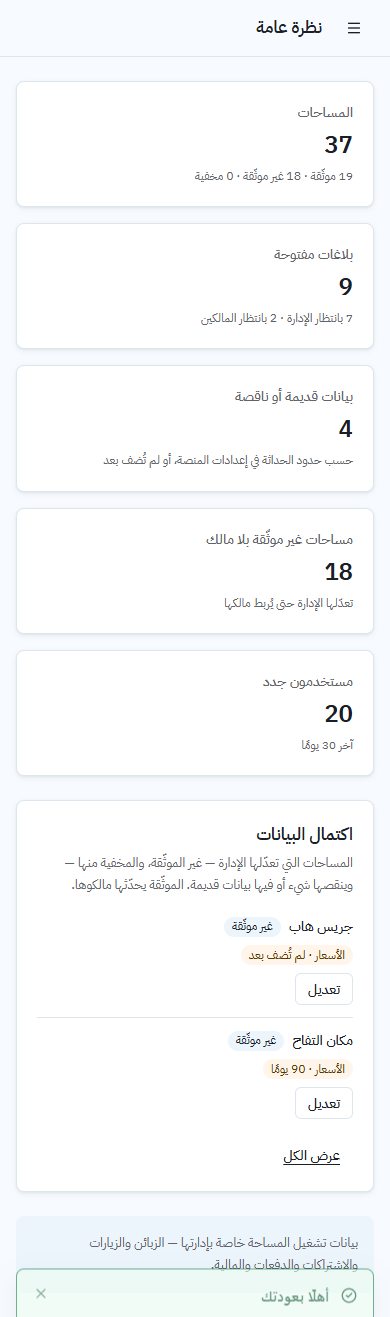 نظرة عامة
المساحات
37
19 موثّقة · 18 غير موثّقة · 0 مخفية
بلاغات مفتوحة
9
7 بانتظار الإدارة · 2 بانتظار المالكين
بيانات قديمة أو ناقصة
4
حسب حدود الحداثة في إعدادات المنصة، أو لم تُضف بعد
مساحات غير موثّقة بلا مالك
18
تعدّلها الإدارة حتى يُربط مالكها
مستخدمون جدد
20
آخر 30 يومًا
اكتمال البيانات
المساحات التي تعدّلها الإدارة — غير الموثّقة، والمخفية منها —
وينقصها شيء أو فيها بيانات قديمة. الموثّقة يحدّثها مالكوها.
جريس هاب غير موثّقة
الأسعار · لم تُضف بعد
تعديل
مكان التفاح غير موثّقة
الأسعار · 90 يومًا
تعديل
عرض الكل
بيانات تشغيل المساحة خاصة بإدارتها — الزبائن والزيارات
والاشتراكات والدفعات والمالية.
أهلًا بعودتك